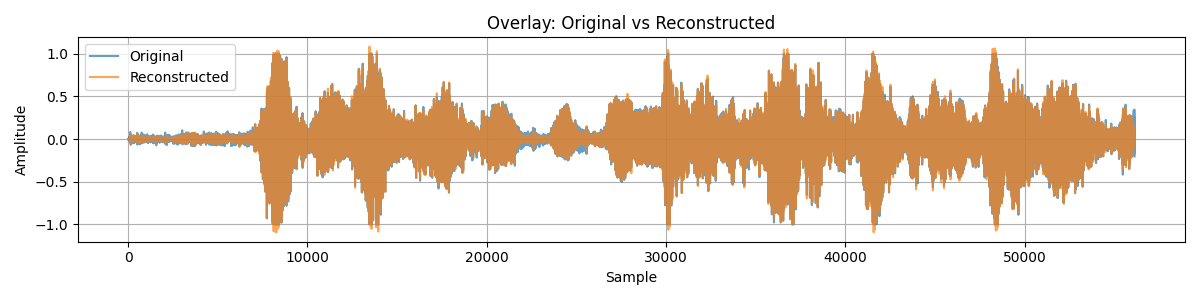 Overlay: Original vs Reconstructed
Original
Reconstructed
1.0
0.5
0.0
−0.5
−1.0
Amplitude
0 10000 20000 30000 40000 50000
Sample